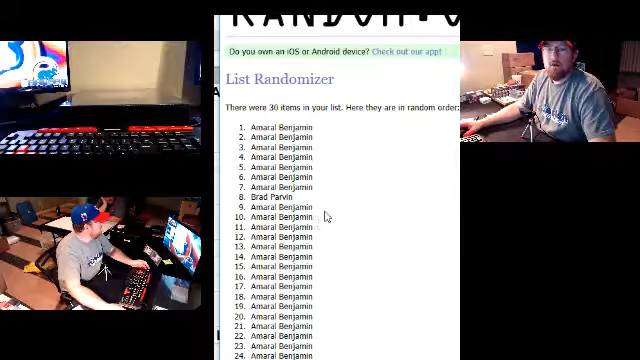 RANDOM.O
Do you own an iOS or Android device? Check out our app!
List Randomizer
There were 30 items in your list. Here they are in random order:
1. Amaral Benjamin
2. Amaral Benjamin
3. Amaral Benjamin
4. Amaral Benjamin
5. Amaral Benjamin
6. Amaral Benjamin
7. Amaral Benjamin
8. Brad Parvin
9. Amaral Benjamin
10. Amaral Benjamin
11. Amaral Benjamin
12. Amaral Benjamin
13. Amaral Benjamin
14. Amaral Benjamin
15. Amaral Benjamin
16. Amaral Benjamin
17. Amaral Benjamin
18. Amaral Benjamin
19. Amaral Benjamin
20. Amaral Benjamin
21. Amaral Benjamin
22. Amaral Benjamin
23. Amaral Benjamin
24. Amaral Benjamin